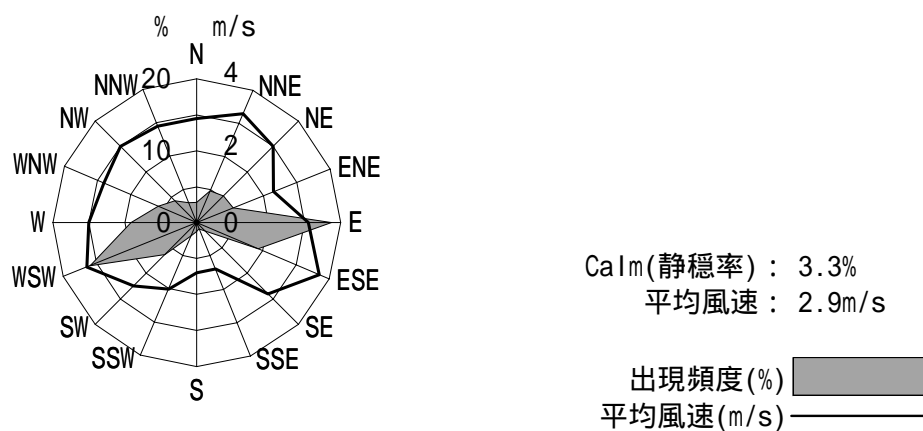 % m/s
N
NNW 20 4 NNE
NW NE
10 2
WNW ENE
W 0 0 E
WSW ESE
SW SE
SSW SSE
S
Calm(静穏率) : 3.3%
平均風速 : 2.9m/s
出現頻度(%)
平均風速(m/s)